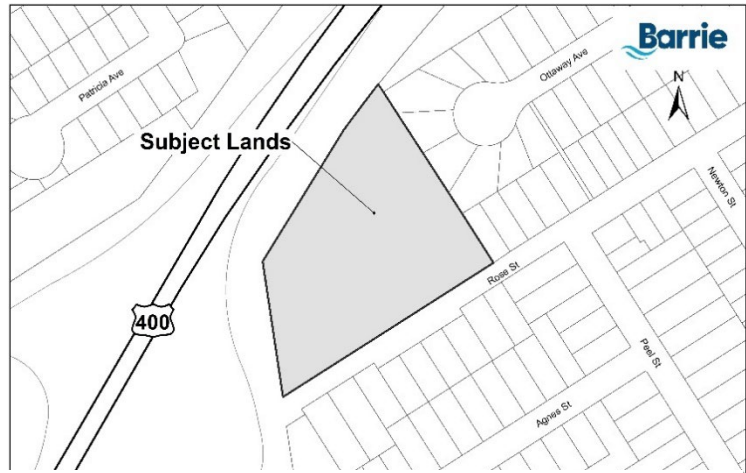 Barrie
N
Patricia Ave
Ottaway Ave
Subject Lands
Newton St
Rose St
400
Peel St
Agnes St